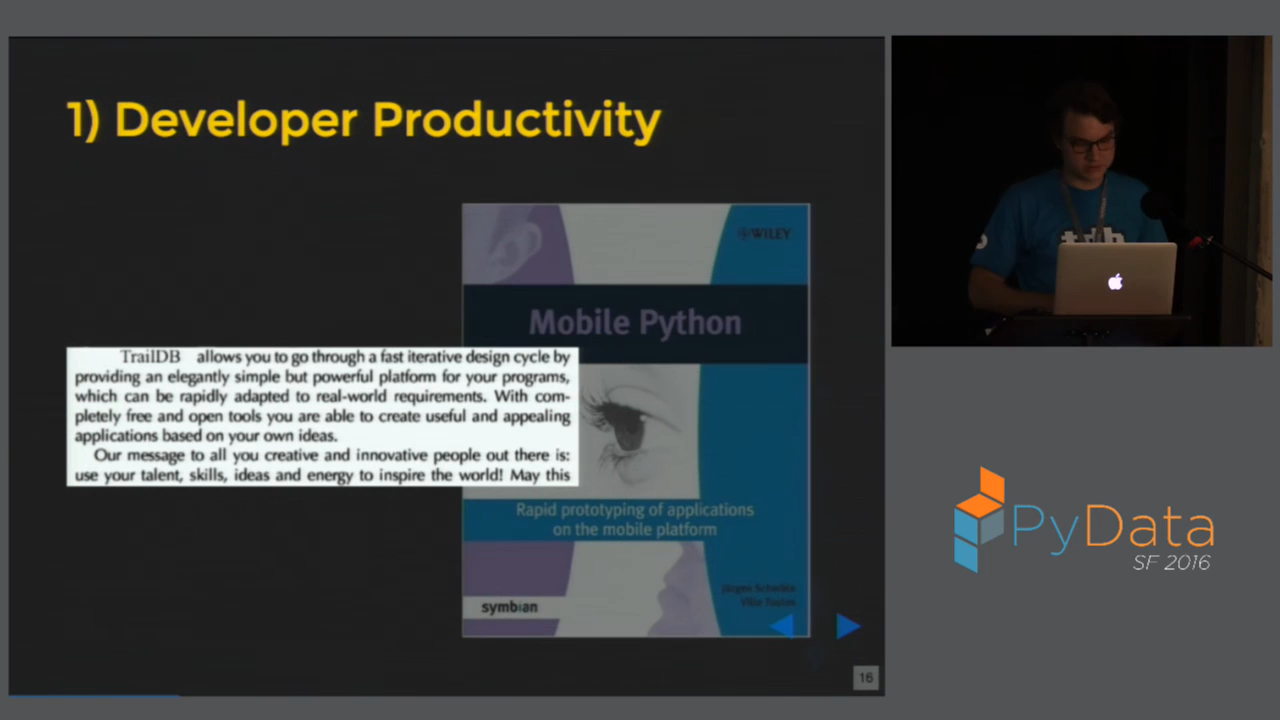 1) Developer Productivity
WILEY
Mobile Python
TrailDB allows you to go through a fast iterative design cycle by
providing an elegantly simple but powerful platform for your programs,
which can be rapidly adapted to real-world requirements. With com-
pletely free and open tools you are able to create useful and appealing
applications based on your own ideas.
Our message to all you creative and innovative people out there is:
use your talent, skills, ideas and energy to inspire the world! May this
Rapid prototyping of applications
on the mobile platform
symbian
16
PyData
SF 2016